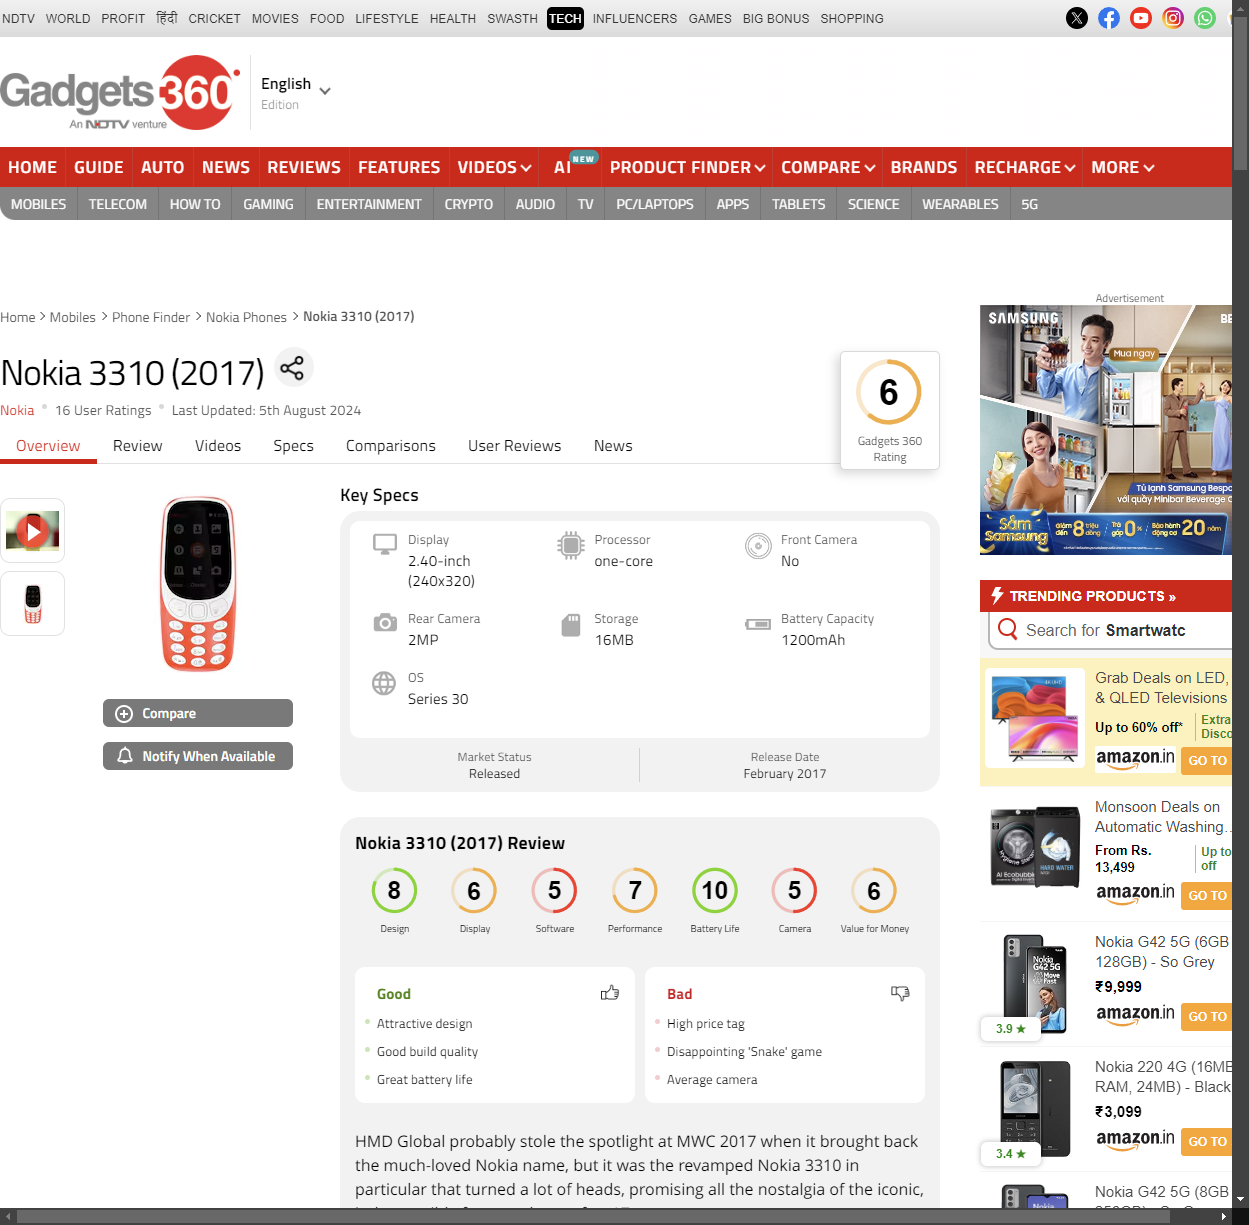 NDTV WORLD PROFIT हिंदी CRICKET MOVIES FOOD LIFESTYLE HEALTH SWASTH TECH INFLUENCERS GAMES BIG BONUS SHOPPING
Gadgets 360
An NDTV venture
English
Edition
HOME GUIDE AUTO NEWS REVIEWS FEATURES VIDEOS AI NEW PRODUCT FINDER COMPARE BRANDS RECHARGE MORE
MOBILES TELECOM HOW TO GAMING ENTERTAINMENT CRYPTO AUDIO TV PC/LAPTOPS APPS TABLETS SCIENCE WEARABLES 5G
Home > Mobiles > Phone Finder > Nokia Phones > Nokia 3310 (2017)
Nokia 3310 (2017)
Nokia 16 User Ratings Last Updated: 5th August 2024
6
Gadgets 360
Rating
Overview Review Videos Specs Comparisons User Reviews News
Compare
Notify When Available
Key Specs
Display
2.40-inch
(240x320)
Processor
one-core
Front Camera
No
Rear Camera
2MP
Storage
16MB
Battery Capacity
1200mAh
OS
Series 30
Market Status
Released
Release Date
February 2017
Nokia 3310 (2017) Review
8 6 5 7 10 5 6
Design Display Software Performance Battery Life Camera Value for Money
Good
Attractive design
Good build quality
Great battery life
Bad
High price tag
Disappointing 'Snake' game
Average camera
HMD Global probably stole the spotlight at MWC 2017 when it brought back
the much-loved Nokia name, but it was the revamped Nokia 3310 in
particular that turned a lot of heads, promising all the nostalgia of the iconic,
Advertisement
SAMSUNG
BE
Mua ngay
Tủ lạnh Samsung Bespo
với quầy Minibar Beverage C
Sắm
Samsung
giảm đến 8 triệu đồng
Trả góp 0%
Bảo hành động cơ 20 năm
TRENDING PRODUCTS »
Search for Smartwatc
Grab Deals on LED,
& QLED Televisions
Up to 60% off*
Extra
Disco
amazon.in
GO TO
Monsoon Deals on
Automatic Washing...
From Rs.
13,499
Up to
off
amazon.in
GO TO
Nokia G42 5G (6GB
128GB) - So Grey
₹9,999
3.9 ★
amazon.in
GO TO
Nokia
G42 5G
Move
Fast
Nokia 220 4G (16MB
RAM, 24MB) - Black
₹3,099
3.4 ★
amazon.in
GO TO
Nokia G42 5G (8GB